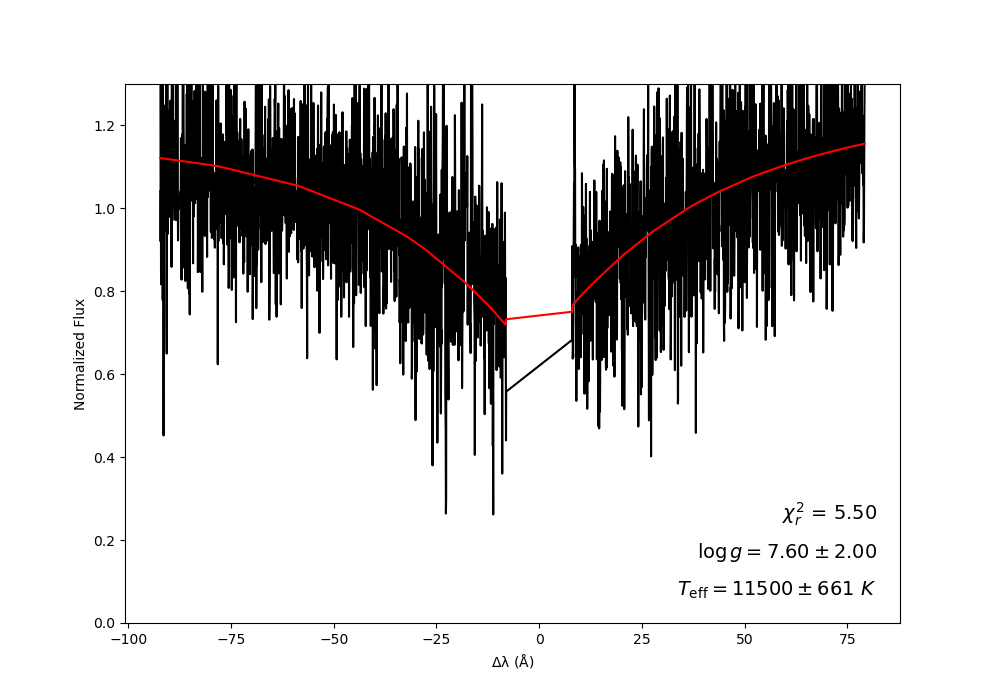 1.2
1.0
0.8
0.6
0.4
0.2
0.0
Normalized Flux
χ²ᵣ = 5.50
log g = 7.60 ± 2.00
T_eff = 11500 ± 661 K
−100 −75 −50 −25 0 25 50 75
Δλ (Å)